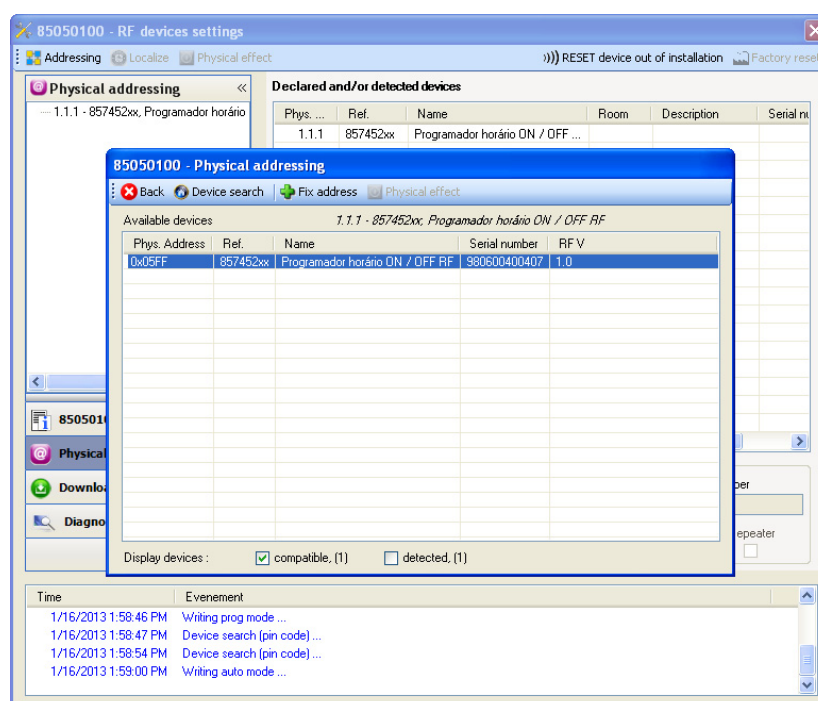 85050100 - RF devices settings
Addressing Localize Physical effect ))) RESET device out of installation Factory rese
Physical addressing «
1.1.1 - 857452xx, Programador horário
Declared and/or detected devices
Phys. ... Ref. Name Room Description Serial nu
1.1.1 857452xx Programador horário ON / OFF ...
85050100 - Physical addressing
Back Device search Fix address Physical effect
Available devices 1.1.1 - 857452xx, Programador horário ON / OFF RF
Phys. Address Ref. Name Serial number RF V
0x05FF 857452xx Programador horário ON / OFF RF 980600400407 1.0
850501
Physical
Downlo
Diagno
ber
epeater
Display devices : compatible, (1) detected, (1)
Time Evenement
1/16/2013 1:58:46 PM Writing prog mode ...
1/16/2013 1:58:47 PM Device search (pin code) ...
1/16/2013 1:58:54 PM Device search (pin code) ...
1/16/2013 1:59:00 PM Writing auto mode ...